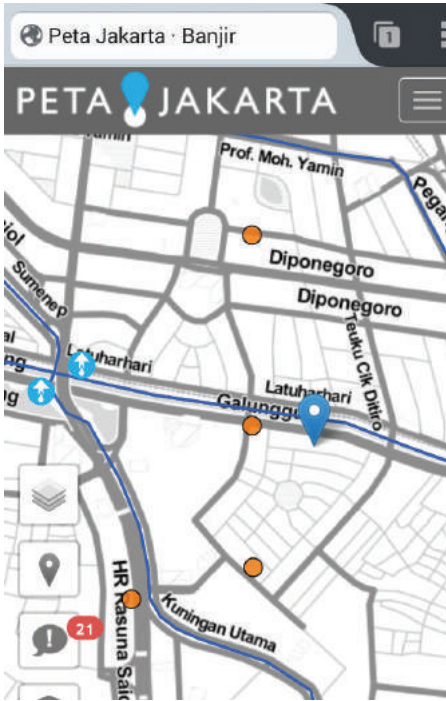 Peta Jakarta · Banjir
1
PETA JAKARTA
Yamin
Prof. Moh. Yamin
Diponegoro
Diponegoro
Sumenep
Teuku Cik Ditiro
Latuharhari
Latuharhari
HR Rasuna Said
Kuningan Utama
21